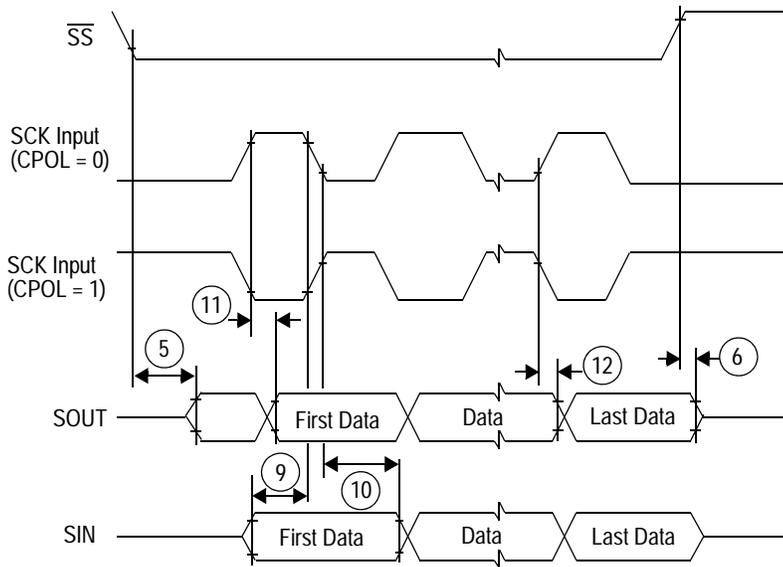 SS
SCK Input
(CPOL = 0)
SCK Input
(CPOL = 1)
11
5
12
6
SOUT
First Data
Data
Last Data
9
10
SIN
First Data
Data
Last Data